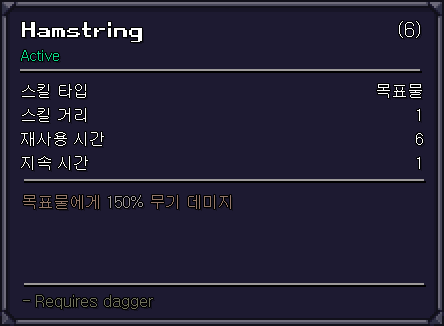 Hamstring (6)
Active
스킬 타입 목표물
스킬 거리 1
재사용 시간 6
지속 시간 1
목표물에게 150% 무기 데미지
- Requires dagger